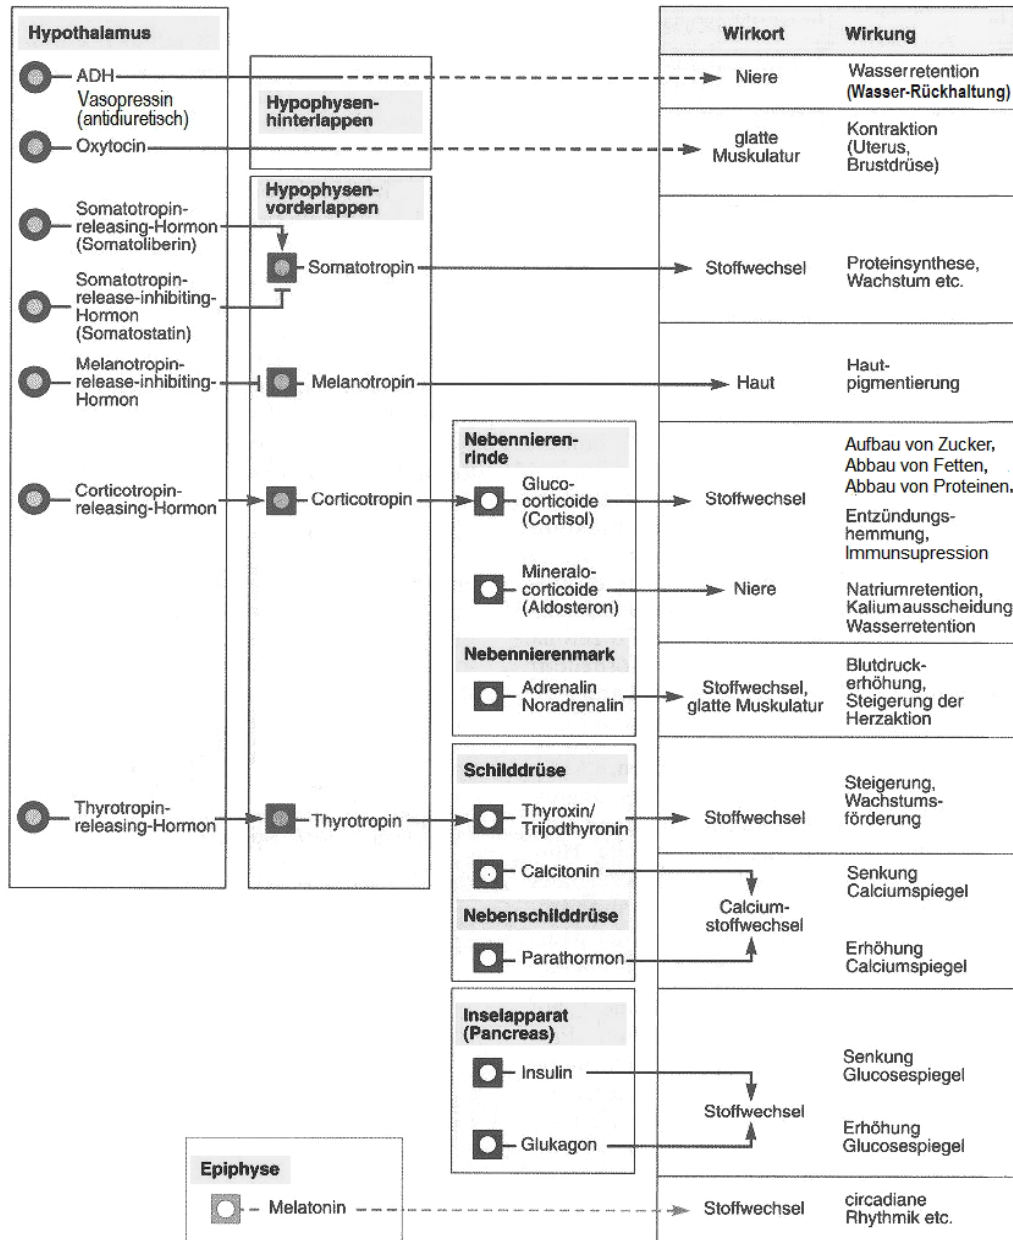 Hypothalamus
Wirkort
Wirkung
ADH
Vasopressin
(antidiuretisch)
Hypophysen-
hinterlappen
Niere
Wasserretention
(Wasser-Rückhaltung)
Oxytocin
glatte
Muskulatur
Kontraktion
(Uterus,
Brustdrüse)
Hypophysen-
vorderlappen
Somatotropin-
releasing-Hormon
(Somatoliberin)
Somatotropin
Stoffwechsel
Proteinsynthese,
Wachstum etc.
Somatotropin-
release-inhibiting-
Hormon
(Somatostatin)
Melanotropin-
release-inhibiting-
Hormon
Melanotropin
Haut
Haut-
pigmentierung
Nebennieren-
rinde
Corticotropin-
releasing-Hormon
Corticotropin
Gluco-
corticoide
(Cortisol)
Stoffwechsel
Aufbau von Zucker,
Abbau von Fetten,
Abbau von Proteinen,
Entzündungs-
hemmung,
Immunsupression
Mineralo-
corticoide
(Aldosteron)
Niere
Natriumretention,
Kaliumausscheidung
Wasserretention
Nebennierenmark
Adrenalin
Noradrenalin
Stoffwechsel,
glatte Muskulatur
Blutdruck-
erhöhung,
Steigerung der
Herzaktion
Schilddrüse
Thyrotropin-
releasing-Hormon
Thyrotropin
Thyroxin/
Trijodthyronin
Stoffwechsel
Steigerung,
Wachstums-
förderung
Calcitonin
Senkung
Calciumspiegel
Nebenschilddrüse
Calcium-
stoffwechsel
Parathormon
Erhöhung
Calciumspiegel
Inselapparat
(Pancreas)
Insulin
Senkung
Glucosespiegel
Stoffwechsel
Glukagon
Erhöhung
Glucosespiegel
Epiphyse
Melatonin
Stoffwechsel
circadiane
Rhythmik etc.